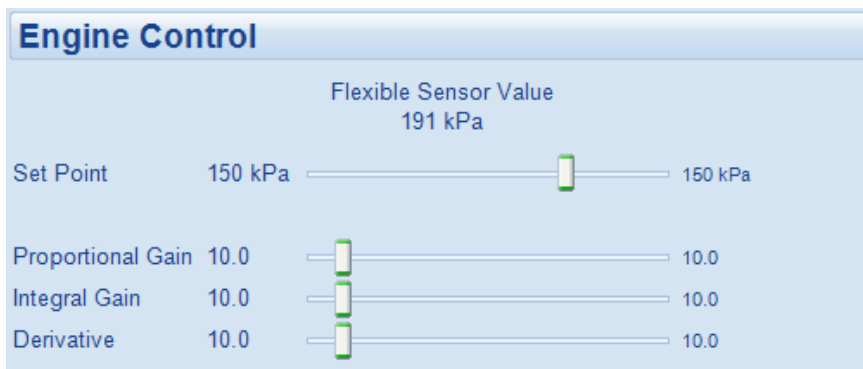 Engine Control
Flexible Sensor Value
191 kPa
Set Point 150 kPa 150 kPa
Proportional Gain 10.0 10.0
Integral Gain 10.0 10.0
Derivative 10.0 10.0